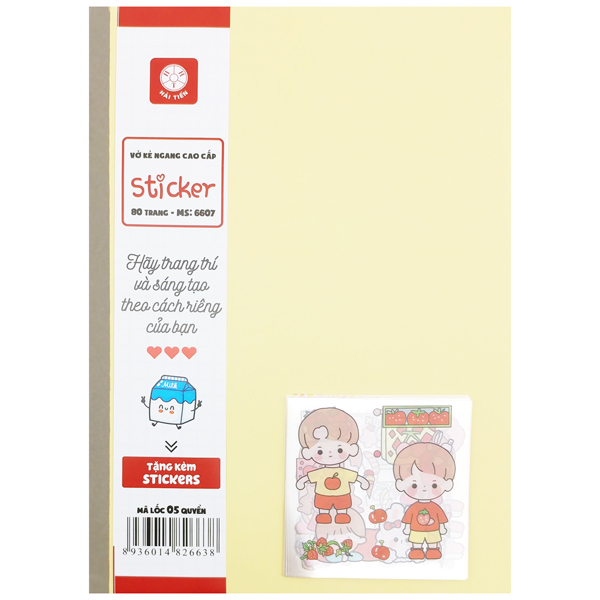 HẢI TIẾN
VỞ KẺ NGANG CAO CẤP
Sticker
80 TRANG - MS: 6607
Hãy trang trí
và sáng tạo
theo cách riêng
của bạn
Milk
TẶNG KÈM
STICKERS
MÃ LỐC 05 QUYỂN
8 936014 826638